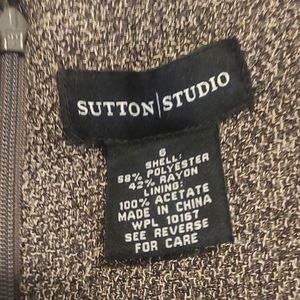 SUTTON|STUDIO
6
SHELL:
58% POLYESTER
42% RAYON
LINING:
100% ACETATE
MADE IN CHINA
WPL 10167
SEE REVERSE
FOR CARE